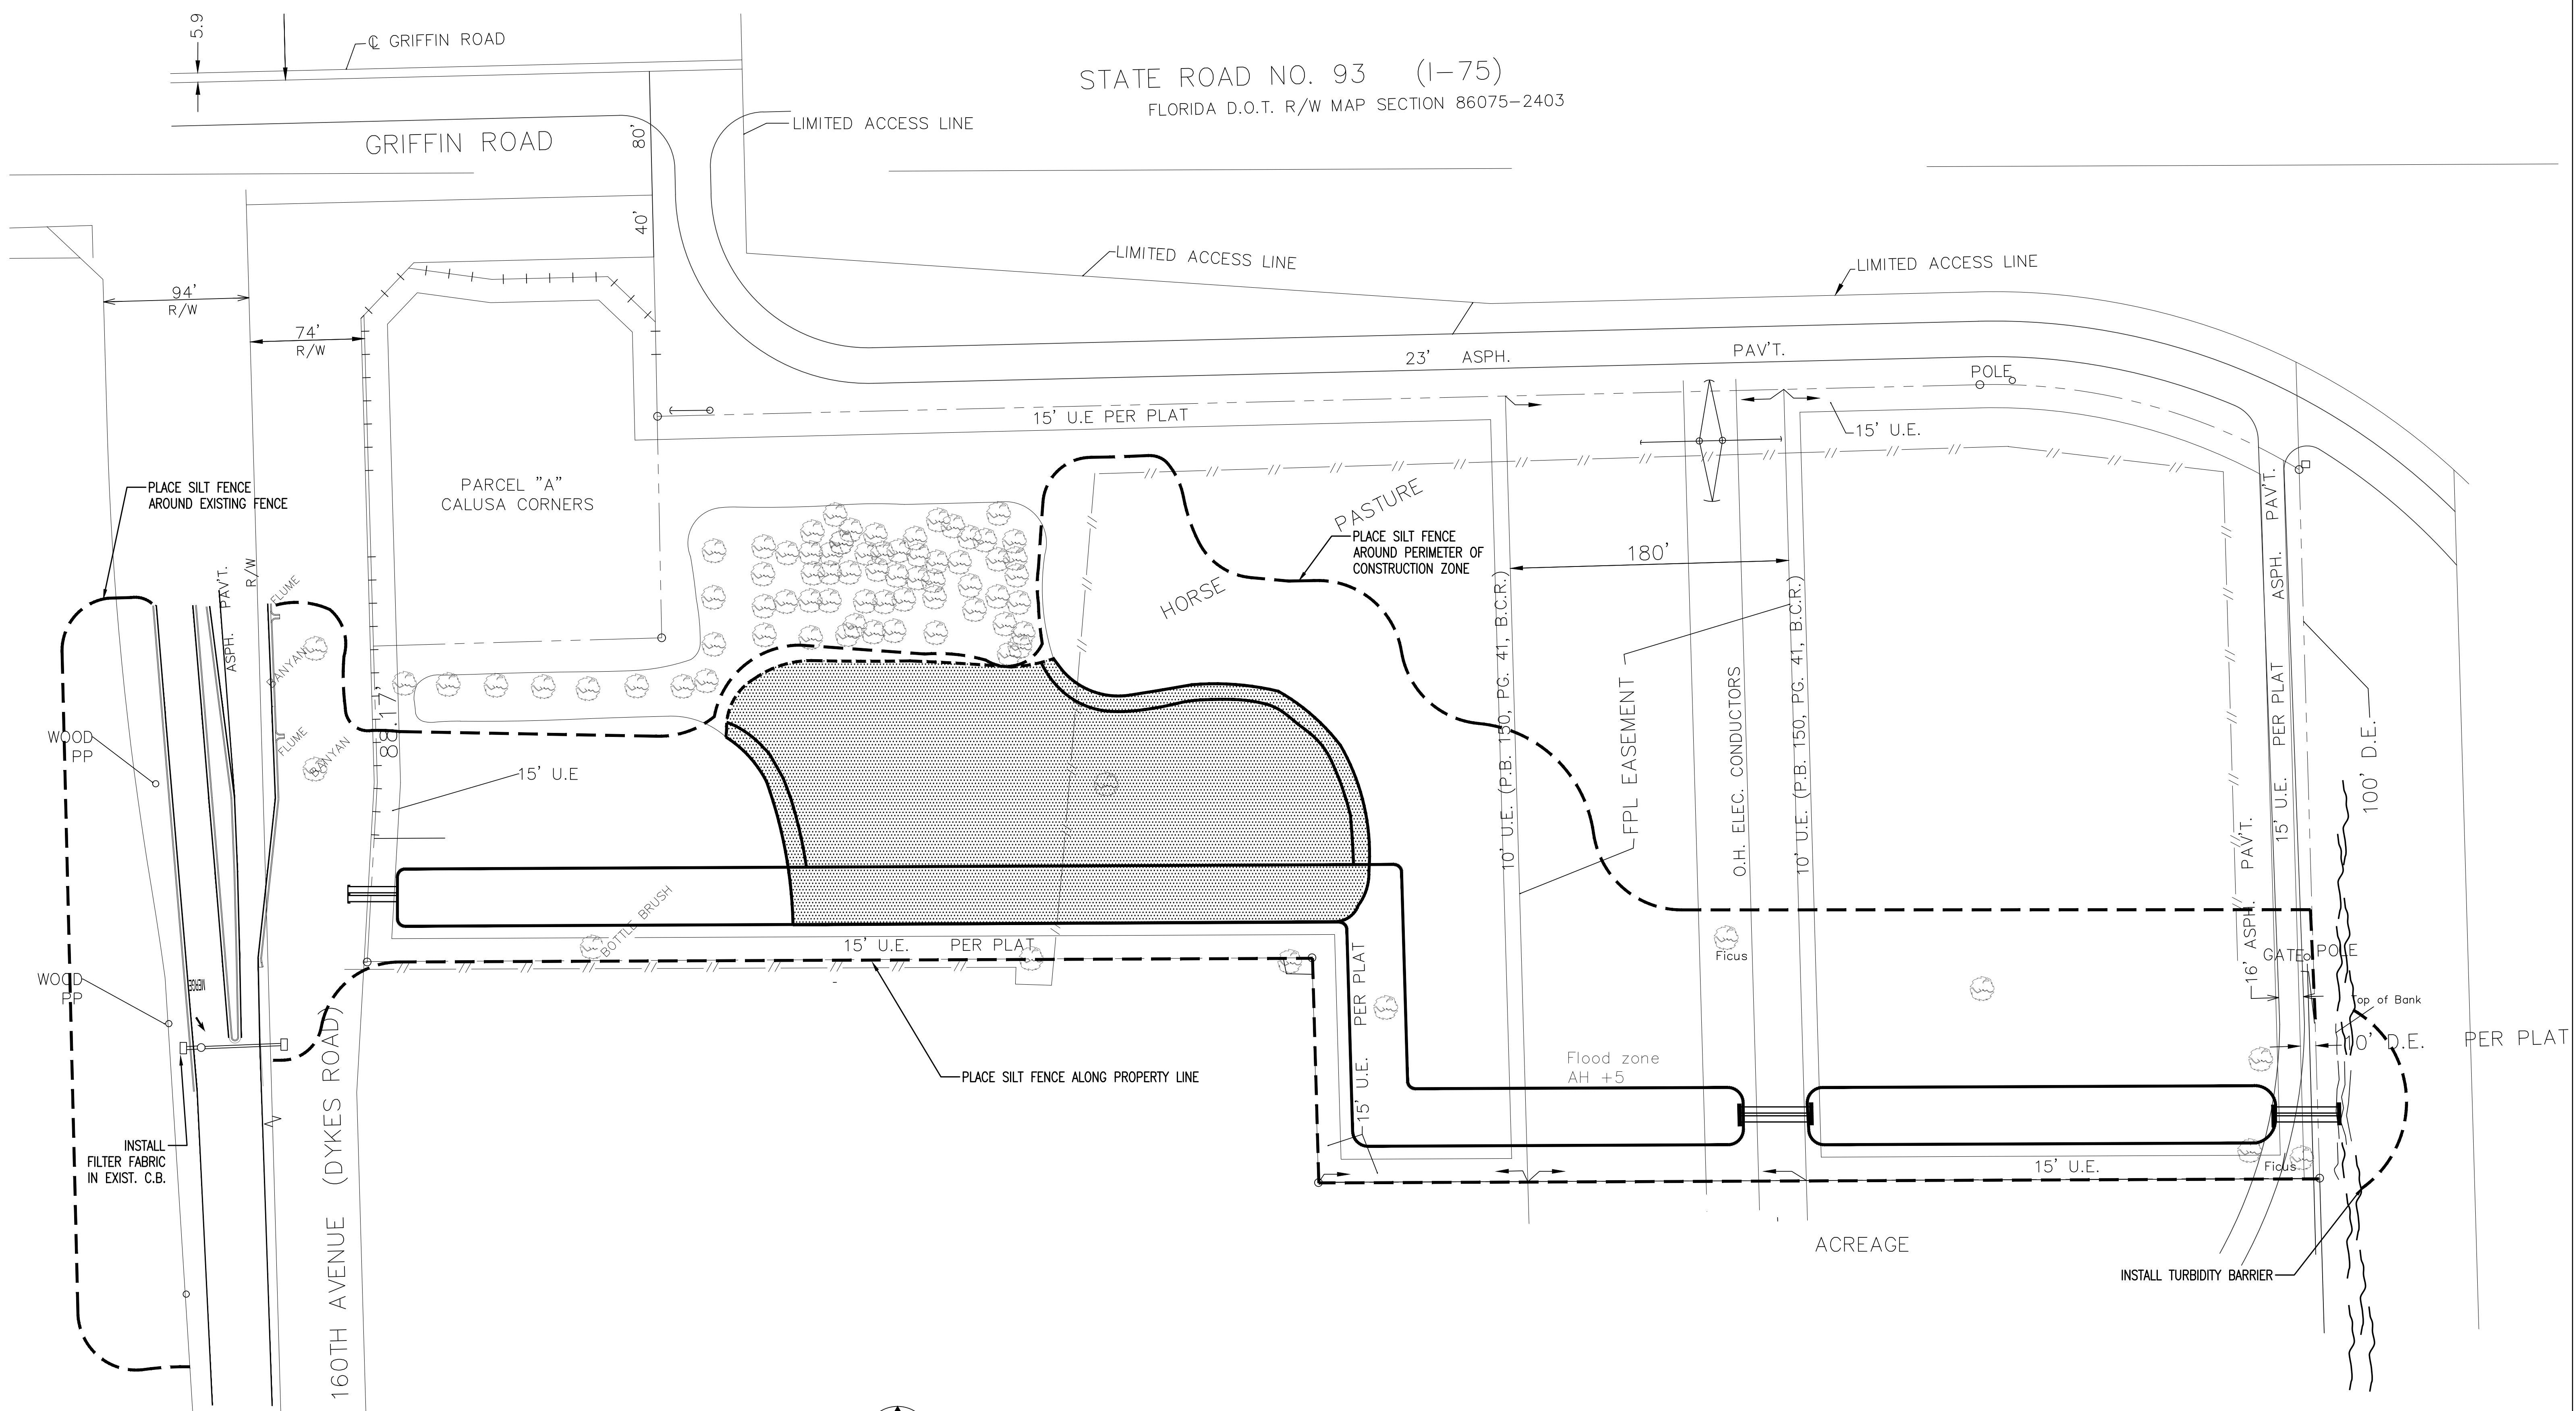 5.9
℄ GRIFFIN ROAD
STATE ROAD NO. 93 (I-75)
FLORIDA D.O.T. R/W MAP SECTION 86075-2403
LIMITED ACCESS LINE
GRIFFIN ROAD
80'
40'
LIMITED ACCESS LINE
LIMITED ACCESS LINE
94'
R/W
74'
R/W
23' ASPH. PAV'T.
POLE
15' U.E PER PLAT
15' U.E.
PLACE SILT FENCE
AROUND EXISTING FENCE
PARCEL "A"
CALUSA CORNERS
HORSE PASTURE
PLACE SILT FENCE
AROUND PERIMETER OF
CONSTRUCTION ZONE
180'
ASPH. PAV'T.
R/W
FLUME
BANYAN
FLUME
BANYAN
88.17'
WOOD
PP
15' U.E
10' U.E. (P.B. 150, PG. 41, B.C.R.)
FPL EASEMENT
O.H. ELEC. CONDUCTORS
10' U.E. (P.B. 150, PG. 41, B.C.R.)
16' ASPH. PAV'T.
ASPH. PAV'T.
15' U.E. PER PLAT
100' D.E.
BOTTLE BRUSH
15' U.E. PER PLAT
Ficus
GATE
POLE
WOOD
PP
MERGE
Top of Bank
10' D.E. PER PLAT
PLACE SILT FENCE ALONG PROPERTY LINE
15' U.E. PER PLAT
Flood zone
AH +5
INSTALL
FILTER FABRIC
IN EXIST. C.B.
160TH AVENUE (DYKES ROAD)
15' U.E.
Ficus
ACREAGE
INSTALL TURBIDITY BARRIER